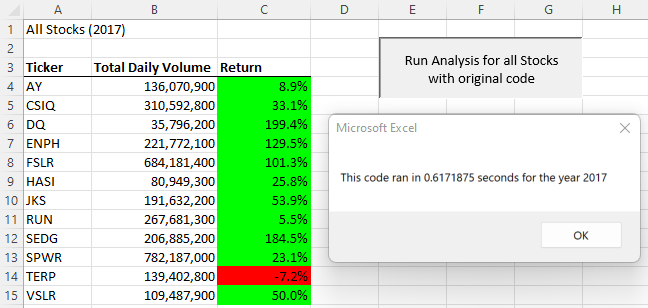 A B C D E F G H
1 All Stocks (2017)
2
3 Ticker Total Daily Volume Return
4 AY 136,070,900 8.9%
5 CSIQ 310,592,800 33.1%
6 DQ 35,796,200 199.4%
7 ENPH 221,772,100 129.5%
8 FSLR 684,181,400 101.3%
9 HASI 80,949,300 25.8%
10 JKS 191,632,200 53.9%
11 RUN 267,681,300 5.5%
12 SEDG 206,885,200 184.5%
13 SPWR 782,187,000 23.1%
14 TERP 139,402,800 -7.2%
15 VSLR 109,487,900 50.0%
Run Analysis for all Stocks
with original code
Microsoft Excel
This code ran in 0.6171875 seconds for the year 2017
OK